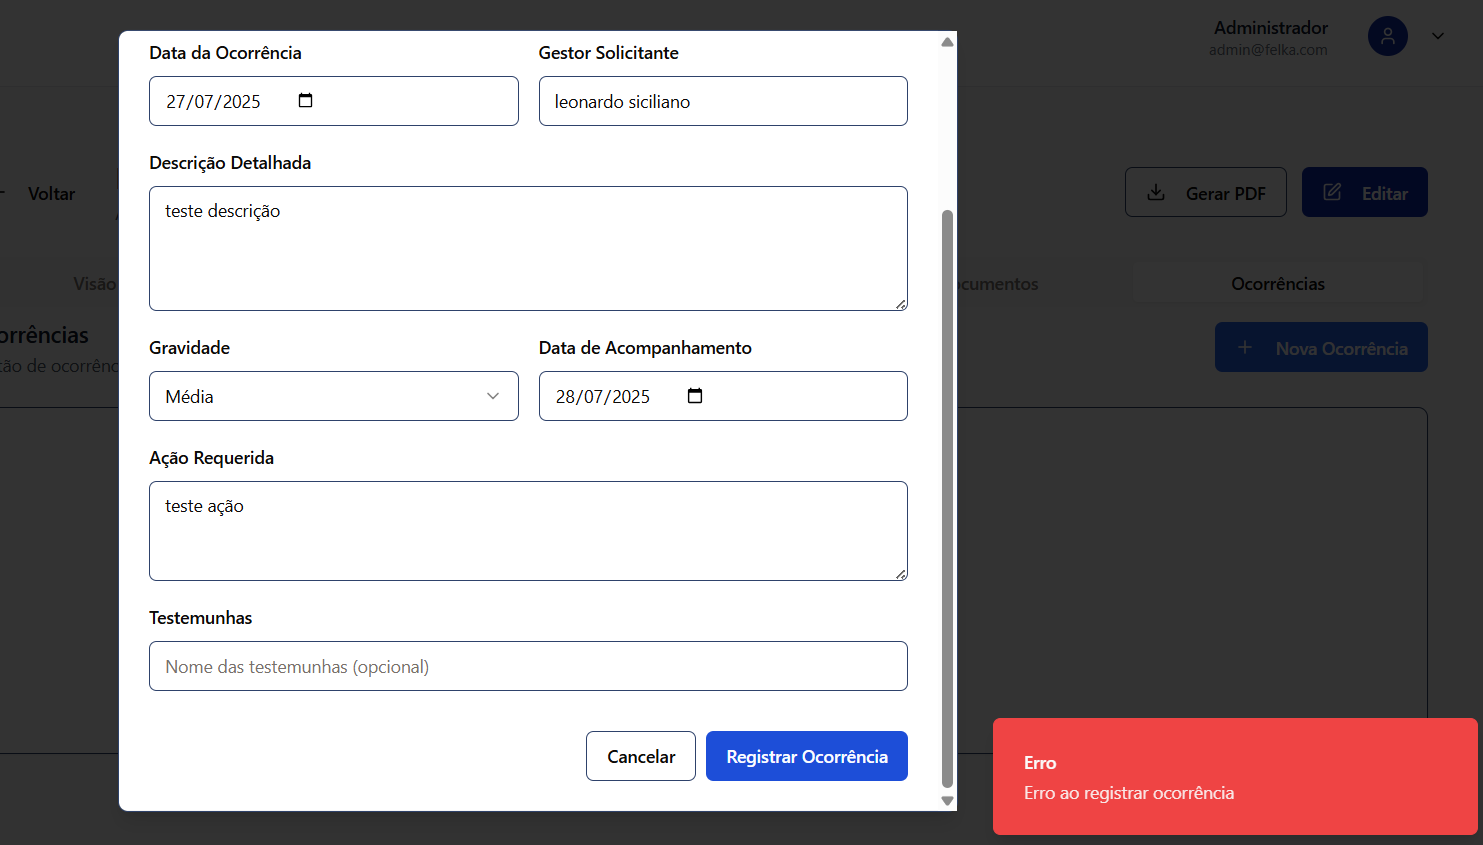 Administrador
admin@felka.com
Data da Ocorrência
Gestor Solicitante
27/07/2025
leonardo siciliano
Descrição Detalhada
Voltar
Gerar PDF
Editar
teste descrição
Visão
ocumentos
Ocorrências
orrências
Gravidade
Data de Acompanhamento
Nova Ocorrência
ão de ocorrênc
Média
28/07/2025
Ação Requerida
teste ação
Testemunhas
Nome das testemunhas (opcional)
Cancelar
Registrar Ocorrência
Erro
Erro ao registrar ocorrência